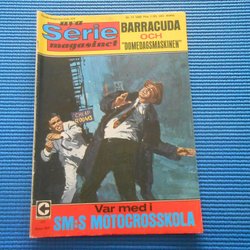 nya
Serie
magasinet
BARRACUDA
OCH
"DOMEDAGSMASKINEN"
Var med i
SM:S MOTOCROSSKOLA